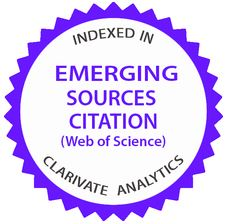 INDEXED IN
EMERGING
SOURCES
CITATION
(Web of Science)
CLARIVATE ANALYTICS